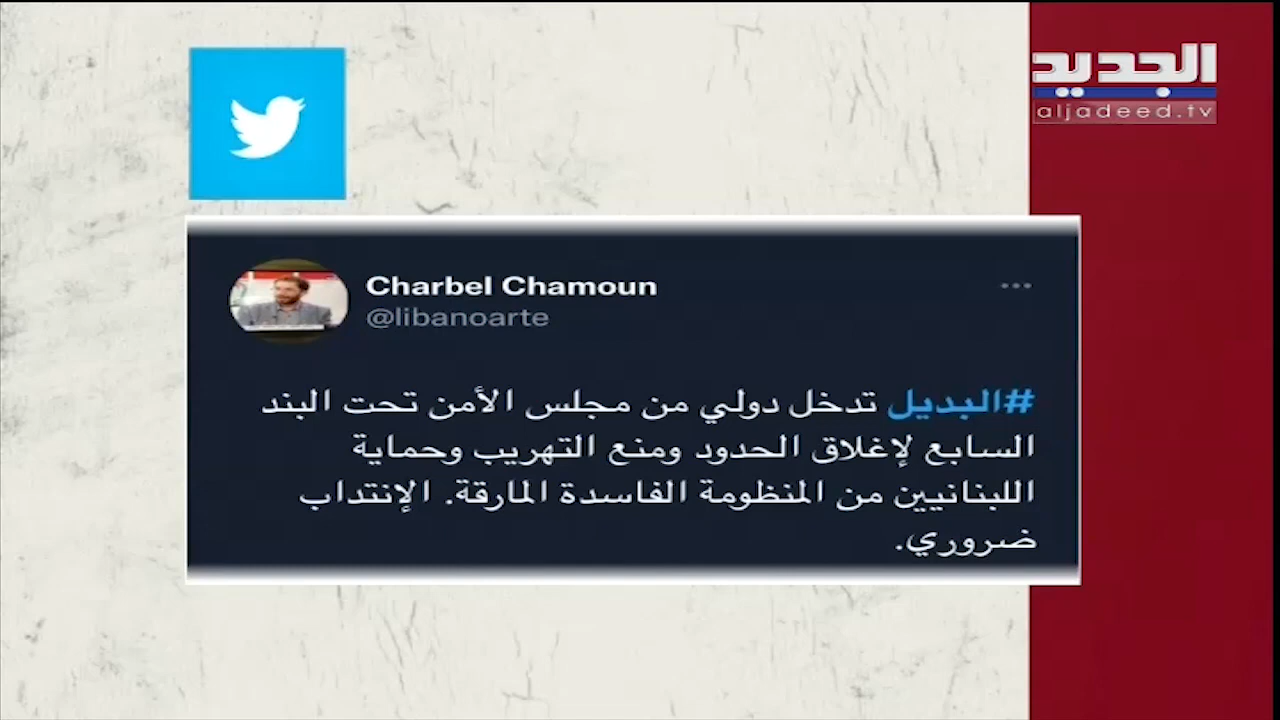 الجديد
aljadeed.tv
Charbel Chamoun
@libanoarte
#البديل تدخل دولي من مجلس الأمن تحت البند
السابع لإغلاق الحدود ومنع التهريب وحماية
اللبنانيين من المنظومة الفاسدة المارقة. الإنتداب
ضروري.